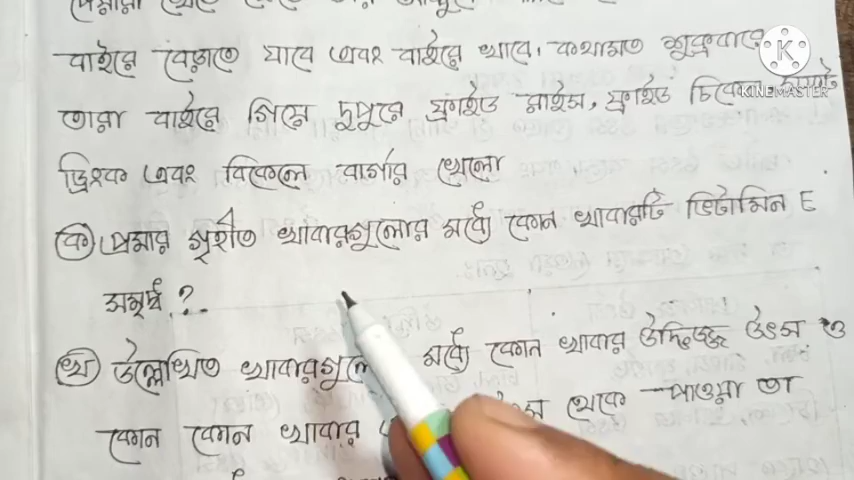 বাইরে বেড়াতে যাবে এবং বাইরে খাবে। কথামত শুক্রবারে
তারা বাইরে গিয়ে দুপুরে ফ্রাইড রাইস, ফ্রাইড চিকেন
ড্রিংক এবং বিকেলে বার্গার খেলো
ক) প্রমার গৃহীত খাবারগুলোর মধ্যে কোন খাবারটি ভিটামিন E
সমৃদ্ধ?
খ) উল্লেখিত খাবারগুলো মধ্যে কোন খাবার উদ্ভিজ্জ উৎস ও
কোন কোন খাবার থেকে পাওয়া তা
KINEMASTER